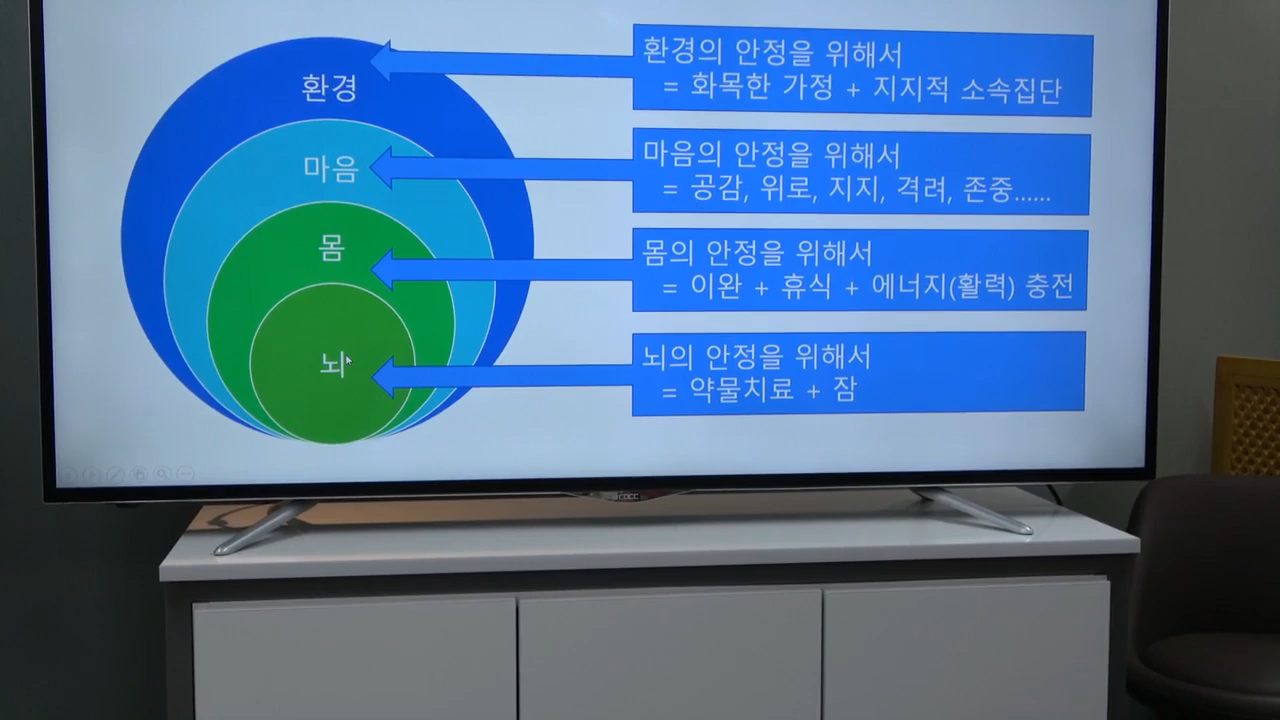 환경
마음
몸
뇌
환경의 안정을 위해서
= 화목한 가정 + 지지적 소속집단
마음의 안정을 위해서
= 공감, 위로, 지지, 격려, 존중……
몸의 안정을 위해서
= 이완 + 휴식 + 에너지(활력) 충전
뇌의 안정을 위해서
= 약물치료 + 잠